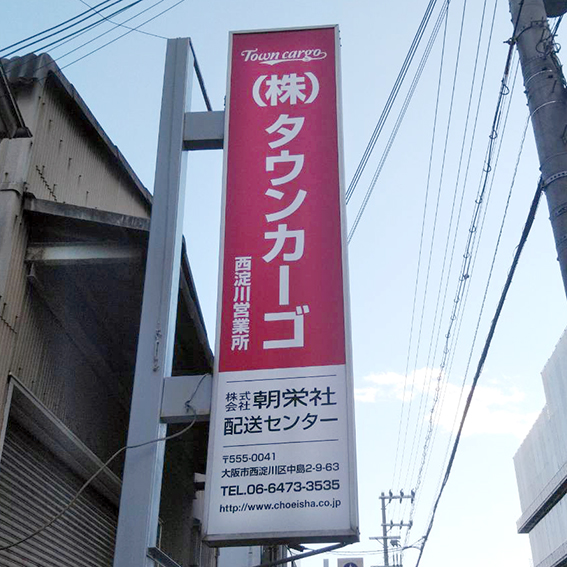 Town cargo
(株)タウンカーゴ
西淀川営業所
株式会社 朝栄社
配送センター
〒555-0041
大阪市西淀川区中島2-9-63
TEL.06-6473-3535
http://www.choeisha.co.jp